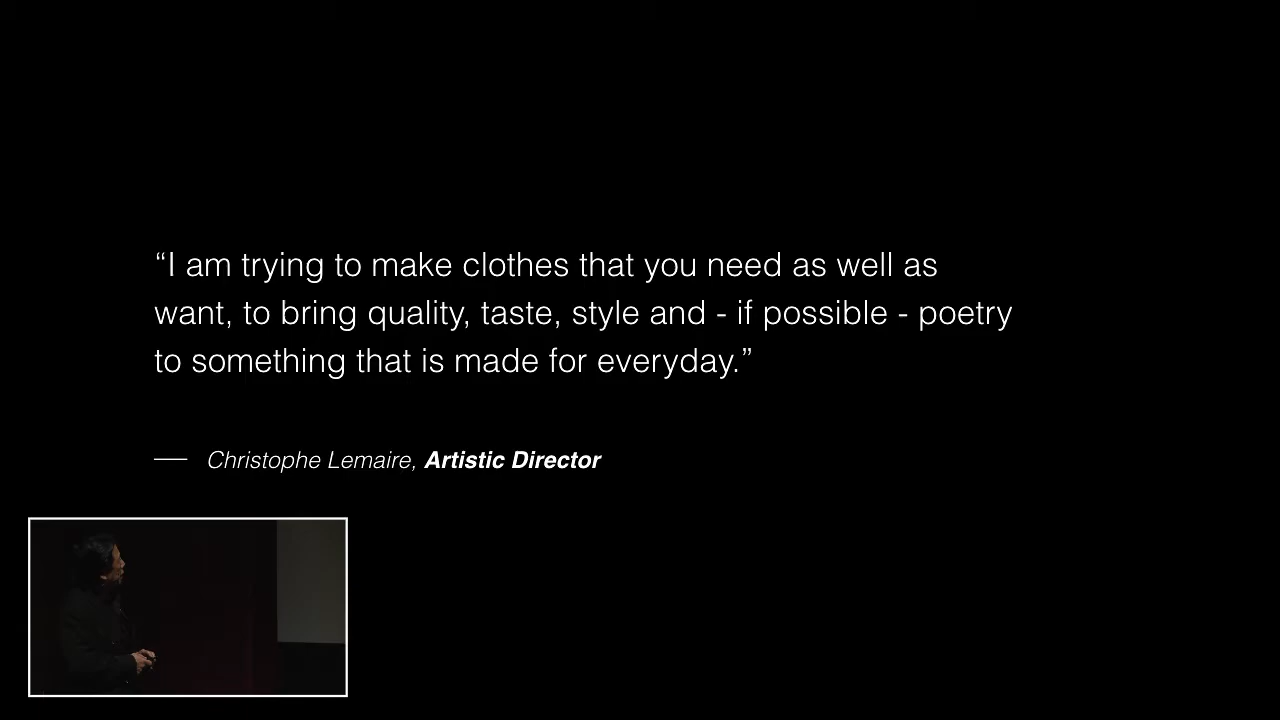 “I am trying to make clothes that you need as well as
want, to bring quality, taste, style and - if possible - poetry
to something that is made for everyday.”
— Christophe Lemaire, Artistic Director